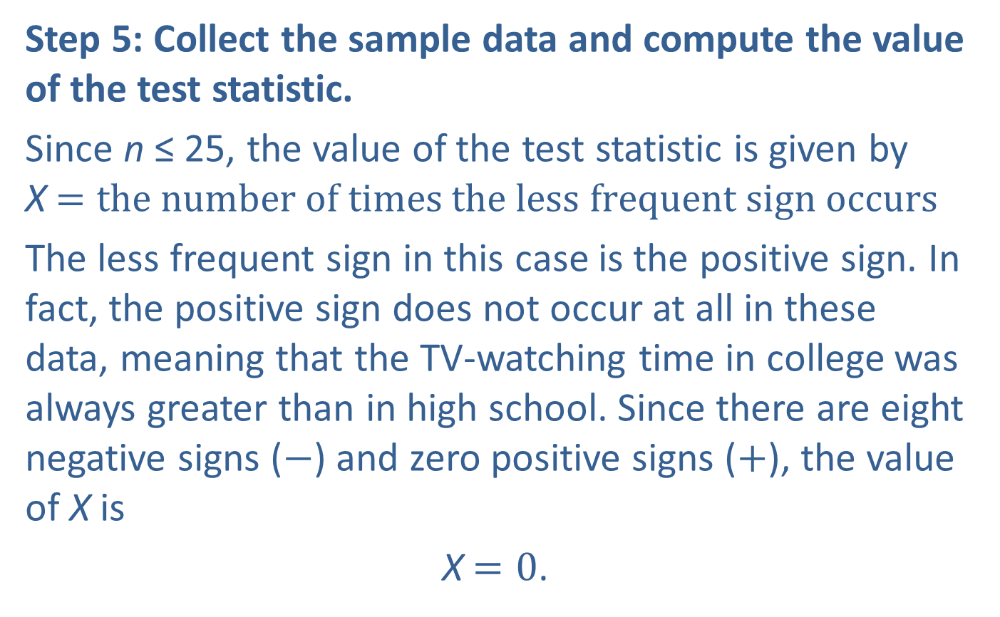 Step 5: Collect the sample data and compute the value
of the test statistic.
Since n ≤ 25, the value of the test statistic is given by
X = the number of times the less frequent sign occurs
The less frequent sign in this case is the positive sign. In
fact, the positive sign does not occur at all in these
data, meaning that the TV-watching time in college was
always greater than in high school. Since there are eight
negative signs (−) and zero positive signs (+), the value
of X is
X = 0.